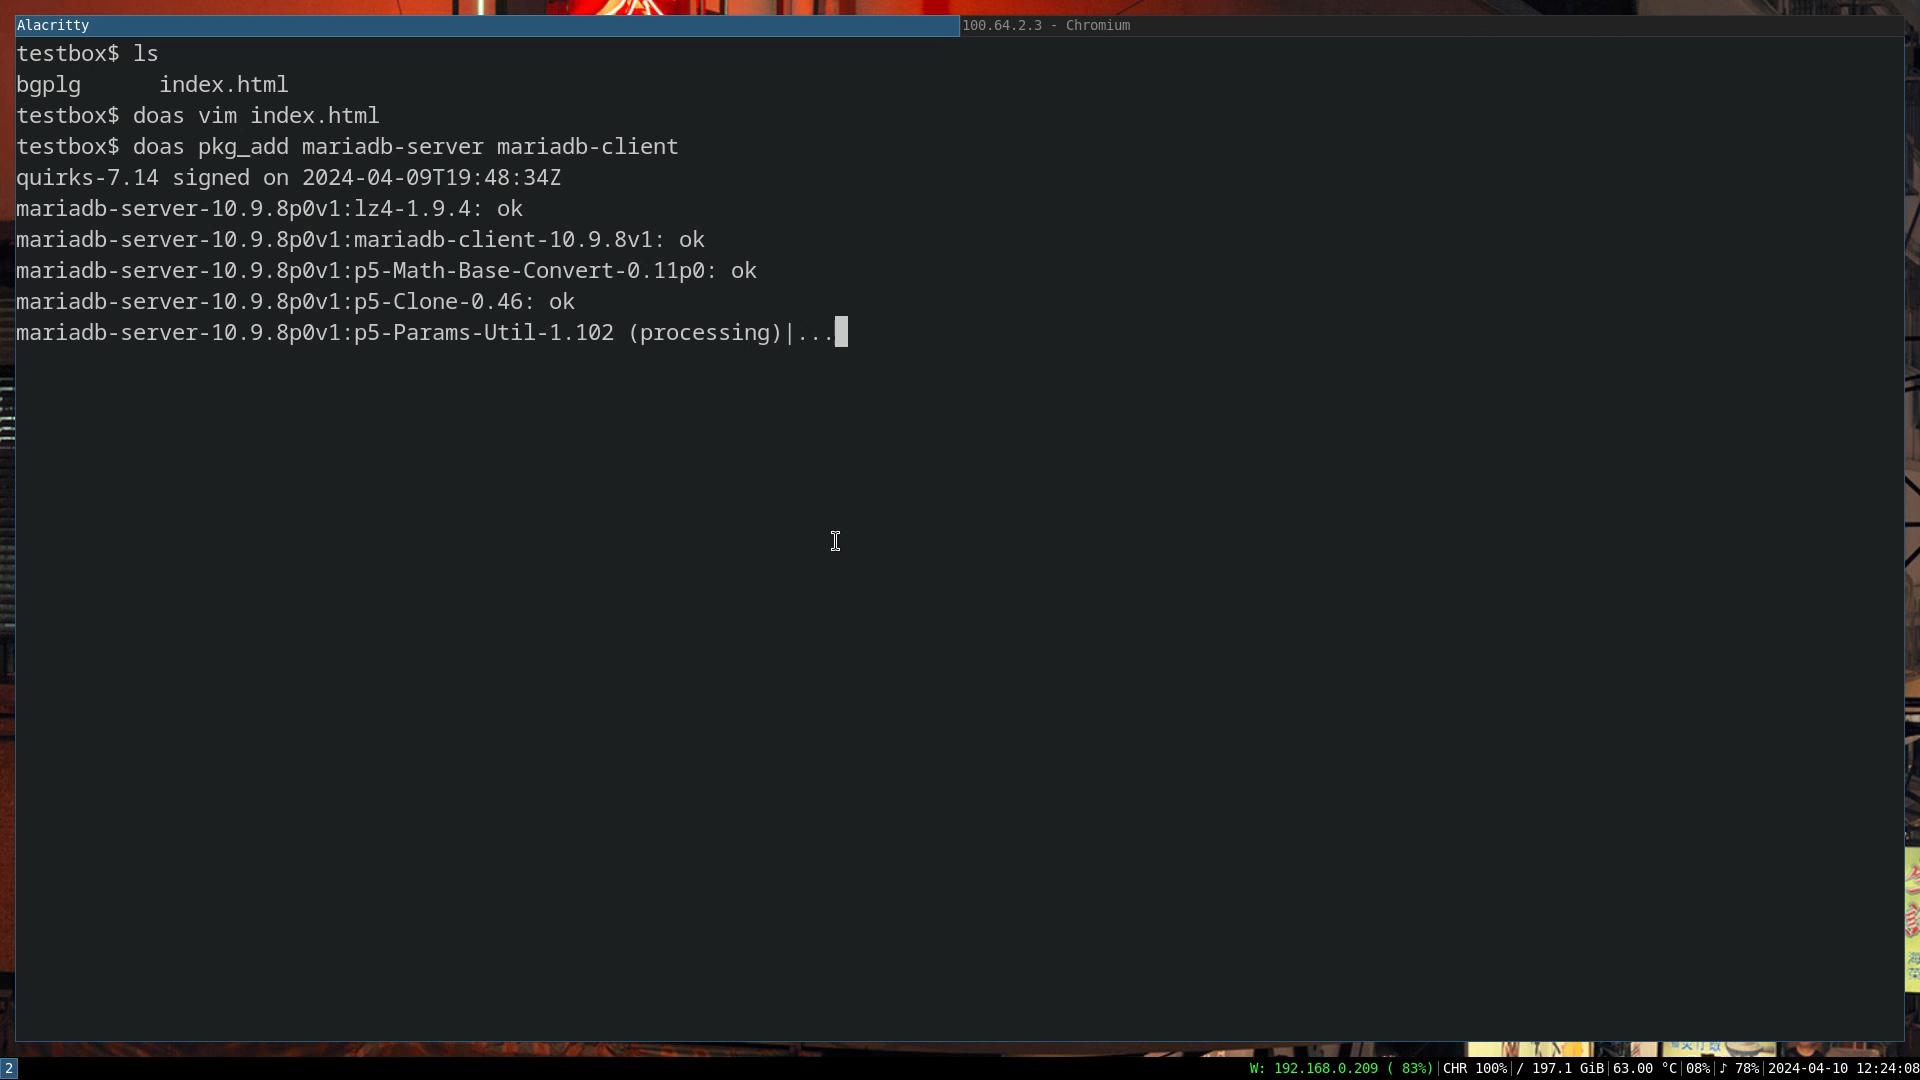 Alacritty
100.64.2.3 - Chromium
testbox$ ls
bgplg      index.html
testbox$ doas vim index.html
testbox$ doas pkg_add mariadb-server mariadb-client
quirks-7.14 signed on 2024-04-09T19:48:34Z
mariadb-server-10.9.8p0v1:lz4-1.9.4: ok
mariadb-server-10.9.8p0v1:mariadb-client-10.9.8v1: ok
mariadb-server-10.9.8p0v1:p5-Math-Base-Convert-0.11p0: ok
mariadb-server-10.9.8p0v1:p5-Clone-0.46: ok
mariadb-server-10.9.8p0v1:p5-Params-Util-1.102 (processing)|...
2
W: 192.168.0.209 ( 83%)|CHR 100%|/ 197.1 GiB|63.00 °C|08%|♪ 78%|2024-04-10 12:24:08